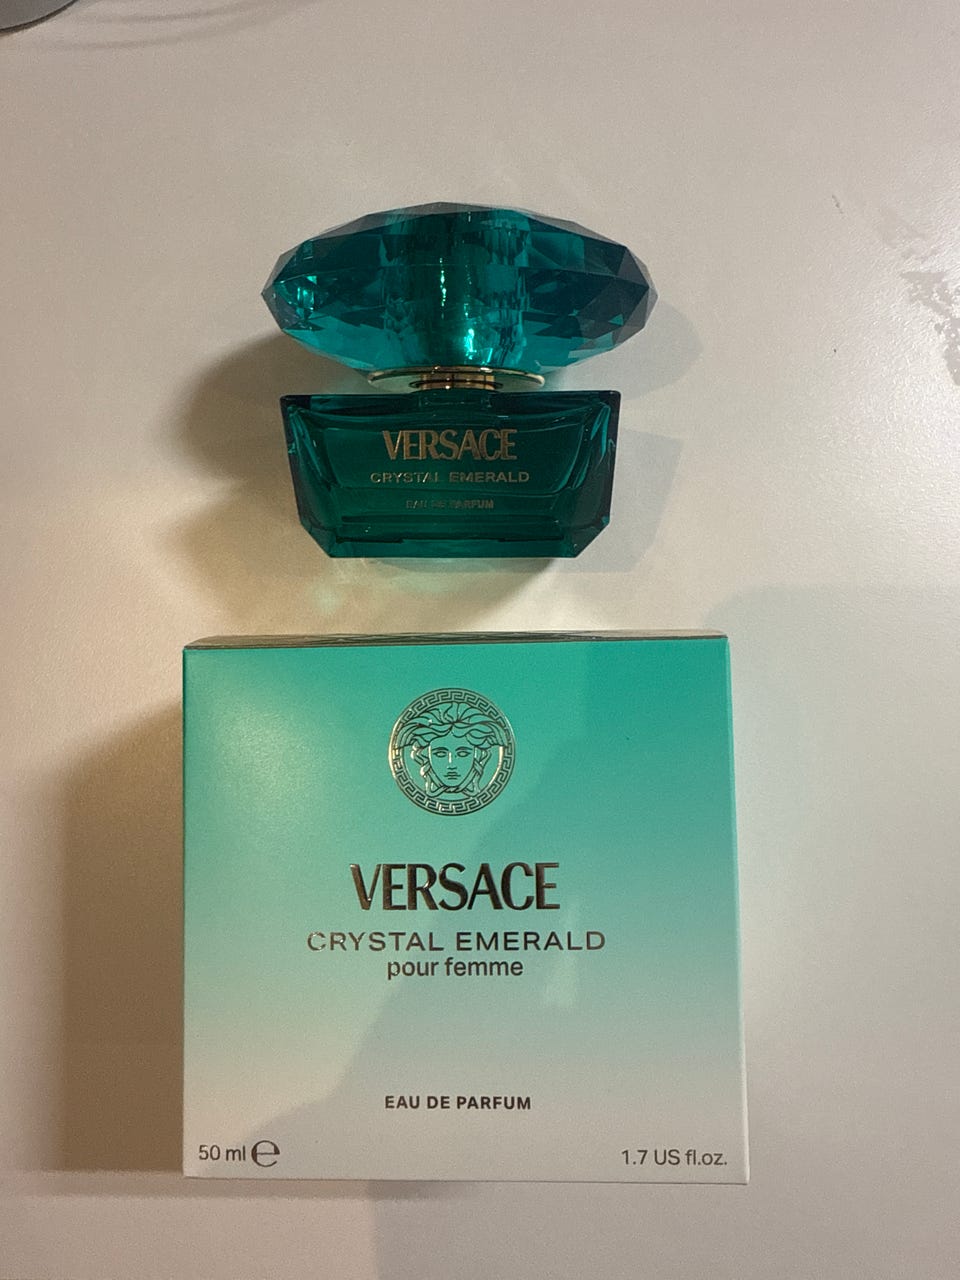 VERSACE
CRYSTAL EMERALD
EAU DE PARFUM
VERSACE
CRYSTAL EMERALD
pour femme
EAU DE PARFUM
50 ml ℮
1.7 US fl.oz.